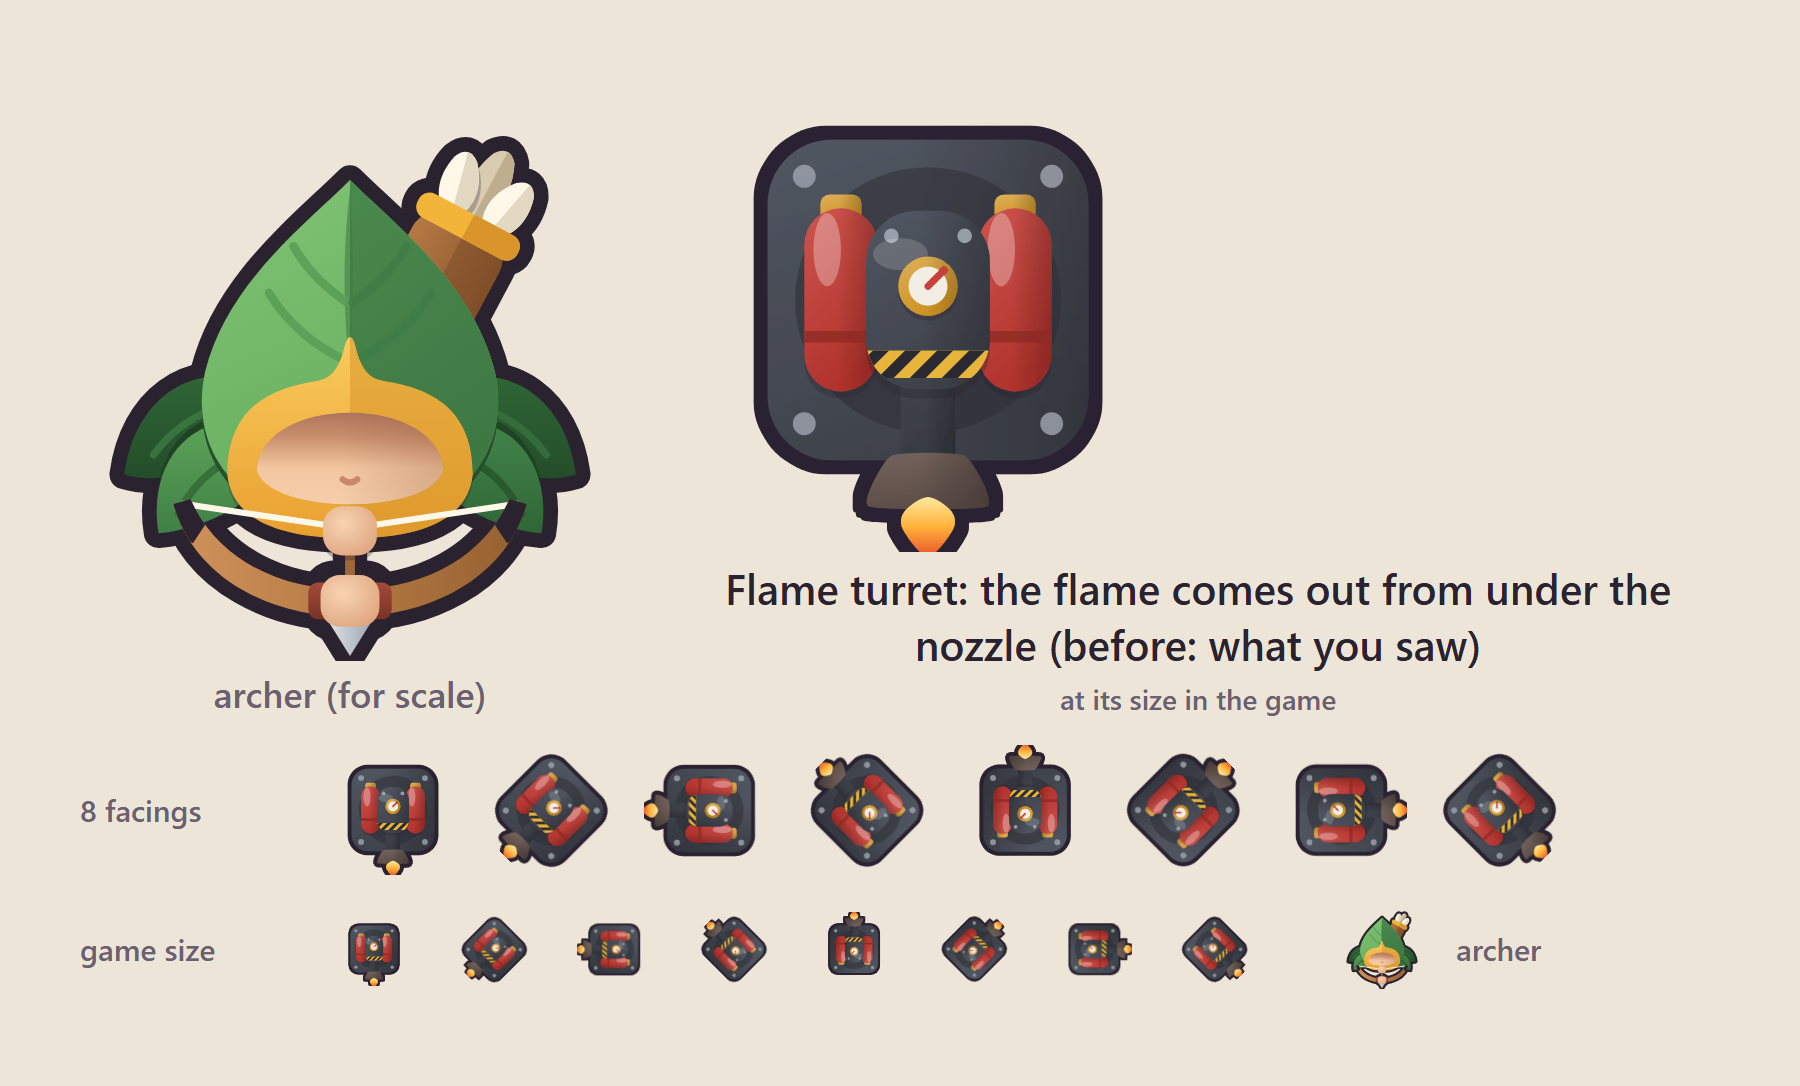 Flame turret: the flame comes out from under the
nozzle (before: what you saw)
archer (for scale)
at its size in the game
8 facings
game size
archer